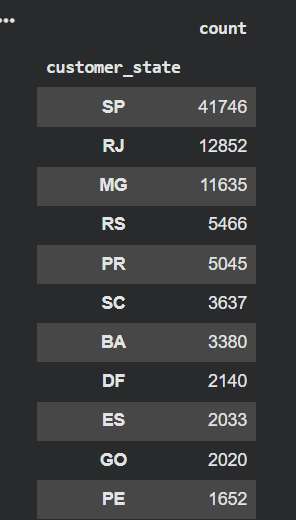 ...
count
customer_state
SP 41746
RJ 12852
MG 11635
RS 5466
PR 5045
SC 3637
BA 3380
DF 2140
ES 2033
GO 2020
PE 1652